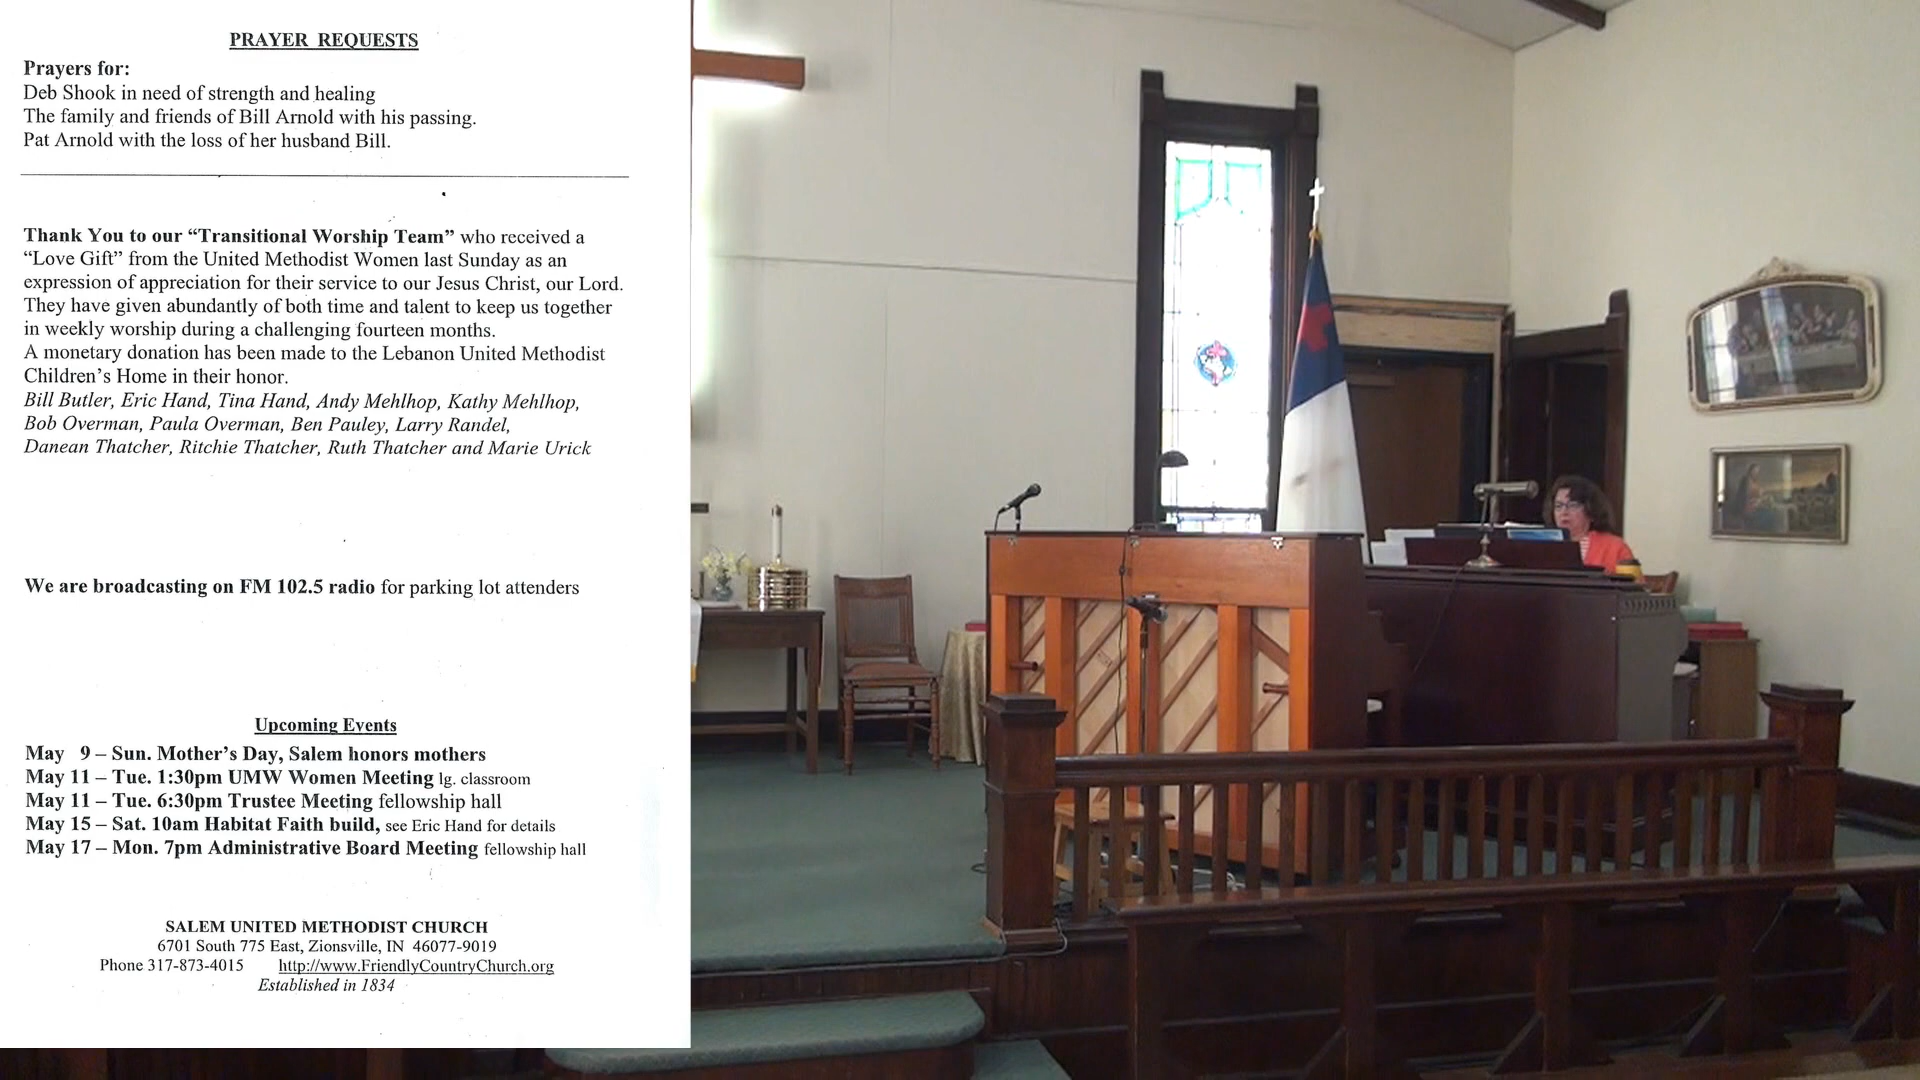 PRAYER REQUESTS
Prayers for:
Deb Shook in need of strength and healing
The family and friends of Bill Arnold with his passing.
Pat Arnold with the loss of her husband Bill.
Thank You to our “Transitional Worship Team” who received a
“Love Gift” from the United Methodist Women last Sunday as an
expression of appreciation for their service to our Jesus Christ, our Lord.
They have given abundantly of both time and talent to keep us together
in weekly worship during a challenging fourteen months.
A monetary donation has been made to the Lebanon United Methodist
Children’s Home in their honor.
Bill Butler, Eric Hand, Tina Hand, Andy Mehlhop, Kathy Mehlhop,
Bob Overman, Paula Overman, Ben Pauley, Larry Randel,
Danean Thatcher, Ritchie Thatcher, Ruth Thatcher and Marie Urick
We are broadcasting on FM 102.5 radio for parking lot attenders
Upcoming Events
May 9 – Sun. Mother’s Day, Salem honors mothers
May 11 – Tue. 1:30pm UMW Women Meeting lg. classroom
May 11 – Tue. 6:30pm Trustee Meeting fellowship hall
May 15 – Sat. 10am Habitat Faith build, see Eric Hand for details
May 17 – Mon. 7pm Administrative Board Meeting fellowship hall
SALEM UNITED METHODIST CHURCH
6701 South 775 East, Zionsville, IN 46077-9019
Phone 317-873-4015 http://www.FriendlyCountryChurch.org
Established in 1834